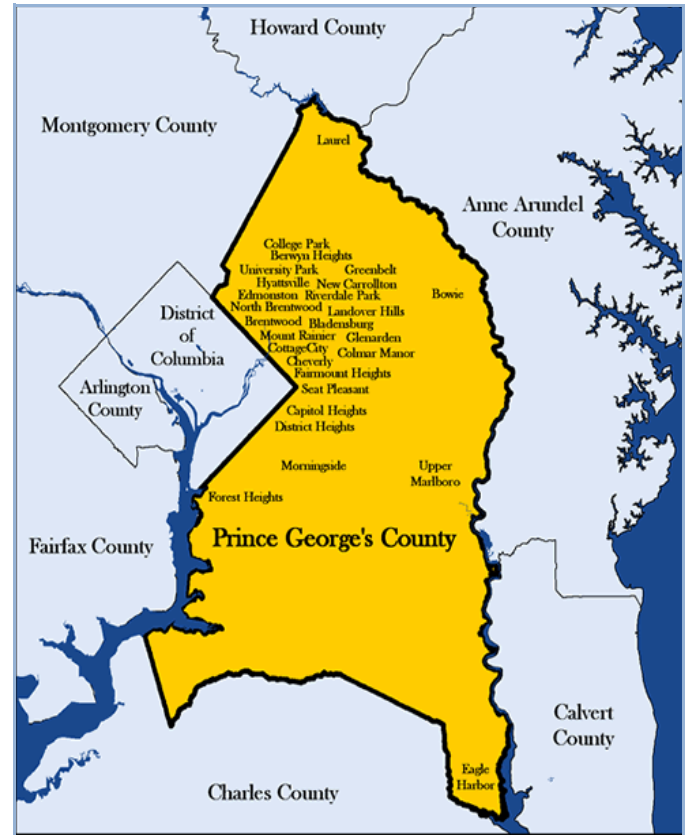 Howard County
Montgomery County
Laurel
Anne Arundel
County
College Park
Berwyn Heights
University Park
Greenbelt
Hyattsville
New Carrollton
Edmonston
Riverdale Park
Bowie
North Brentwood
Landover Hills
District
of
Columbia
Brentwood
Bladensburg
Mount Rainier
Glenarden
CottageCity
Colmar Manor
Cheverly
Fairmount Heights
Arlington
County
Seat Pleasant
Capitol Heights
District Heights
Morningside
Upper
Marlboro
Forest Heights
Prince George's County
Fairfax County
Calvert
County
Eagle
Harbor
Charles County